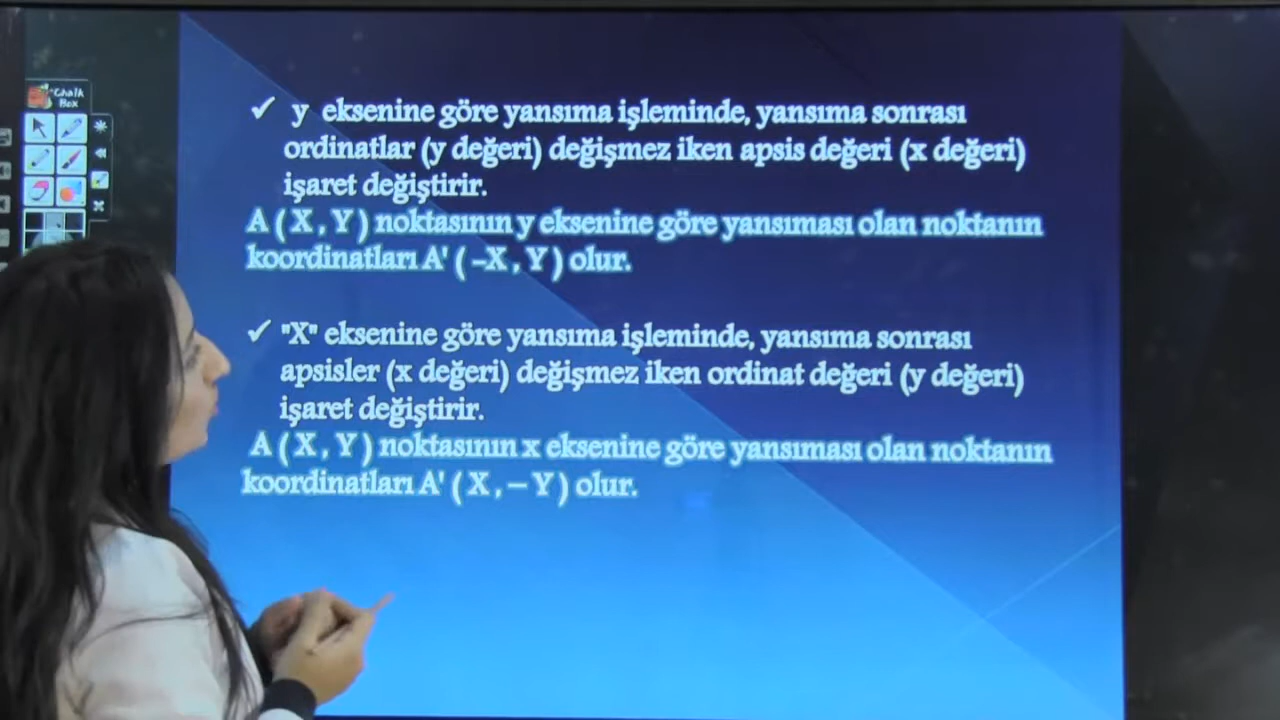 Chalk
Box
✓ y eksenine göre yansıma işleminde, yansıma sonrası
ordinatlar (y değeri) değişmez iken apsis değeri (x değeri)
işaret değiştirir.
A ( X , Y ) noktasının y eksenine göre yansıması olan noktanın
koordinatları A' ( –X , Y ) olur.
✓ "X" eksenine göre yansıma işleminde, yansıma sonrası
apsisler (x değeri) değişmez iken ordinat değeri (y değeri)
işaret değiştirir.
A ( X , Y ) noktasının x eksenine göre yansıması olan noktanın
koordinatları A' ( X , – Y ) olur.